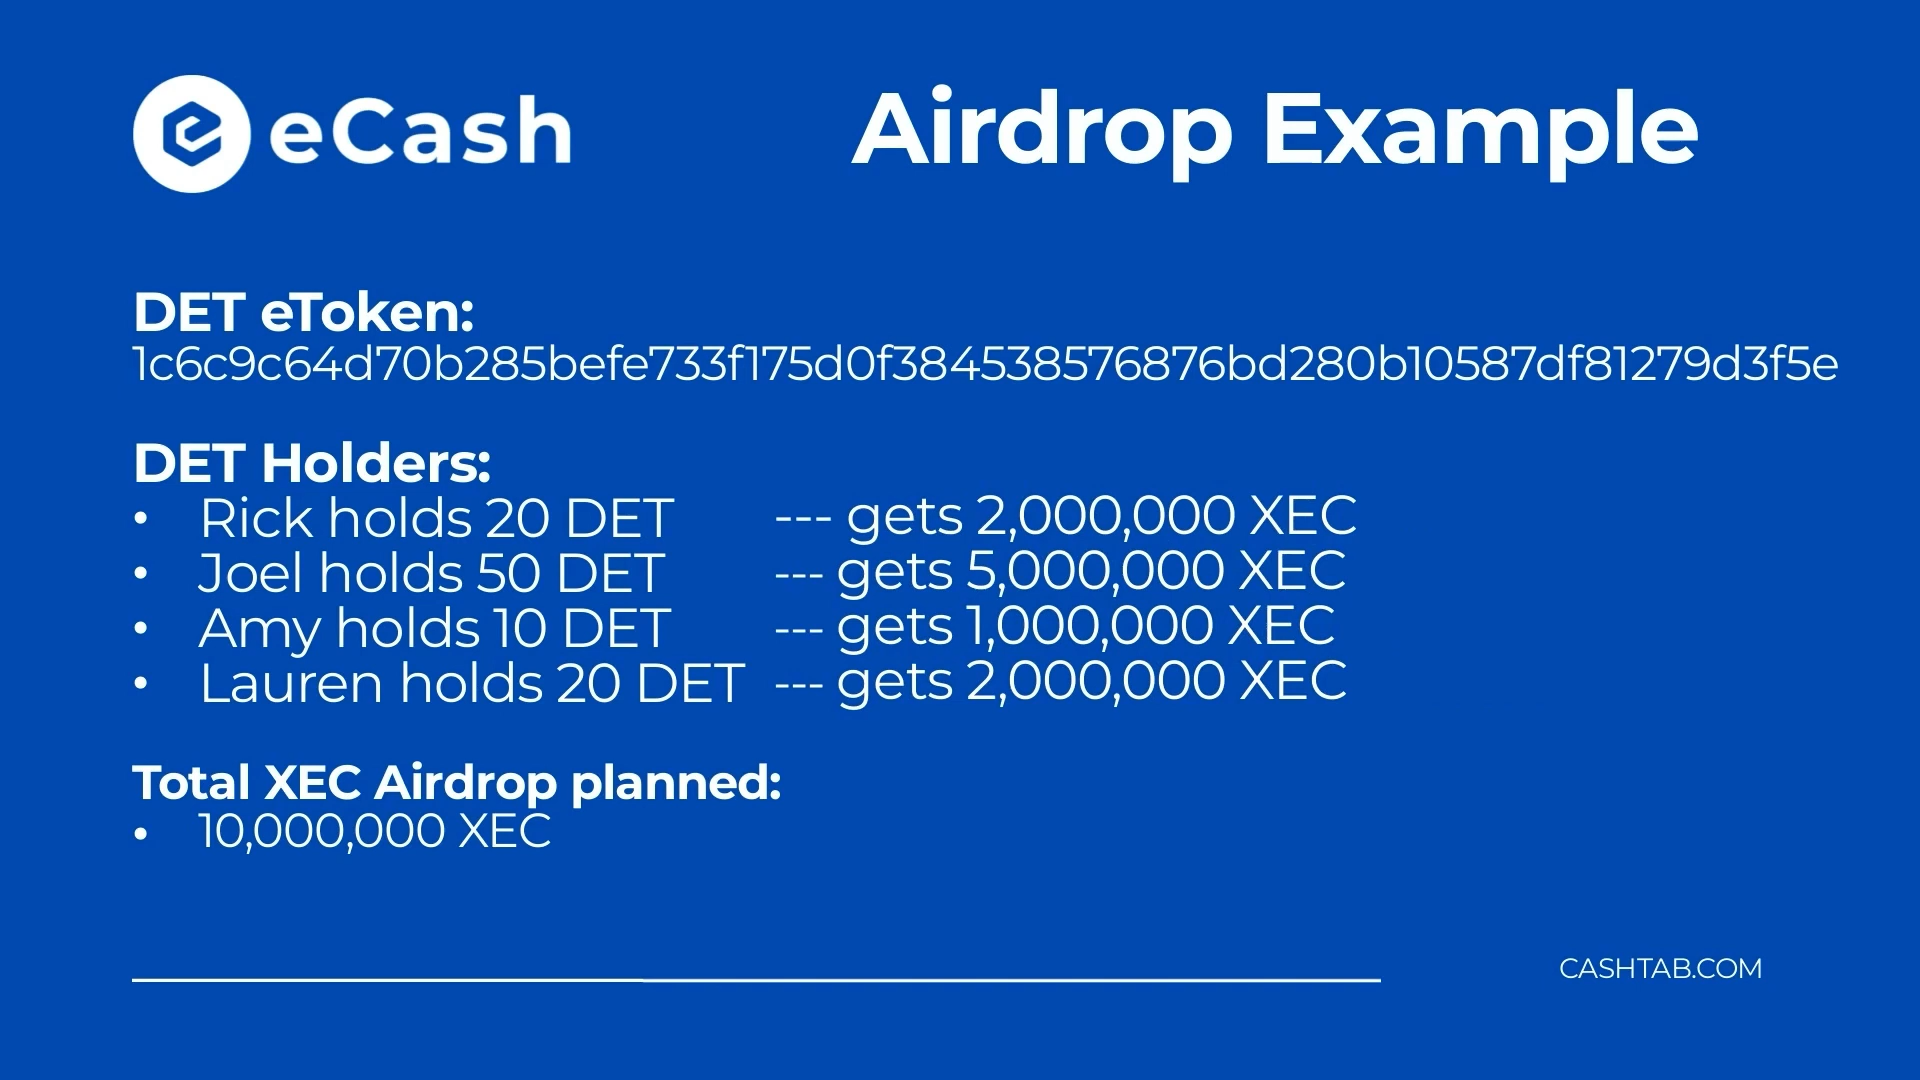 eCash
Airdrop Example
DET eToken:
1c6c9c64d70b285befe733f175d0f384538576876bd280b10587df81279d3f5e
DET Holders:
• Rick holds 20 DET --- gets 2,000,000 XEC
• Joel holds 50 DET --- gets 5,000,000 XEC
• Amy holds 10 DET --- gets 1,000,000 XEC
• Lauren holds 20 DET --- gets 2,000,000 XEC
Total XEC Airdrop planned:
• 10,000,000 XEC
CASHTAB.COM